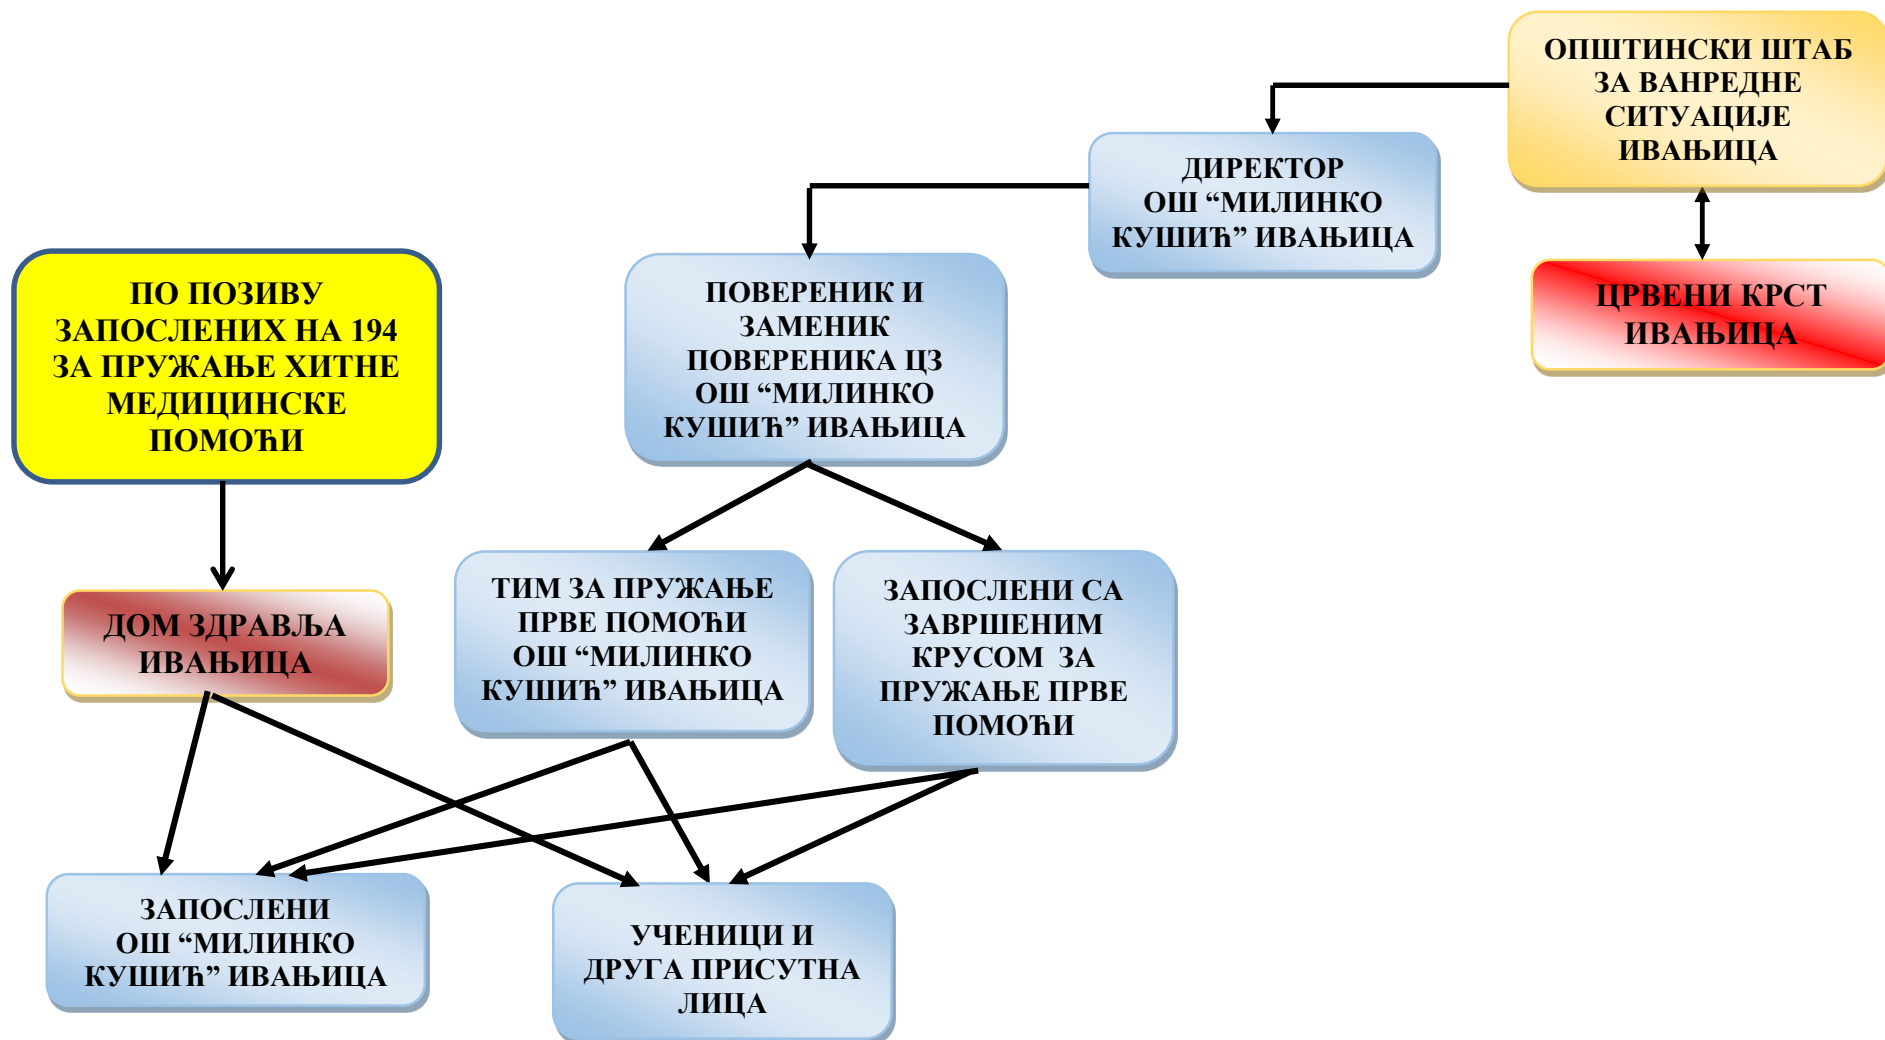 ОПШТИНСКИ ШТАБ
ЗА ВАНРЕДНЕ
СИТУАЦИЈЕ
ИВАЊИЦА
ДИРЕКТОР
ОШ “МИЛИНКО
КУШИЋ” ИВАЊИЦА
ЦРВЕНИ КРСТ
ИВАЊИЦА
ПО ПОЗИВУ
ЗАПОСЛЕНИХ НА 194
ЗА ПРУЖАЊЕ ХИТНЕ
МЕДИЦИНСКЕ
ПОМОЋИ
ПОВЕРЕНИК И
ЗАМЕНИК
ПОВЕРЕНИКА ЦЗ
ОШ “МИЛИНКО
КУШИЋ” ИВАЊИЦА
ДОМ ЗДРАВЉА
ИВАЊИЦА
ТИМ ЗА ПРУЖАЊЕ
ПРВЕ ПОМОЋИ
ОШ “МИЛИНКО
КУШИЋ” ИВАЊИЦА
ЗАПОСЛЕНИ СА
ЗАВРШЕНИМ
КРУСОМ  ЗА
ПРУЖАЊЕ ПРВЕ
ПОМОЋИ
ЗАПОСЛЕНИ
ОШ “МИЛИНКО
КУШИЋ” ИВАЊИЦА
УЧЕНИЦИ И
ДРУГА ПРИСУТНА
ЛИЦА